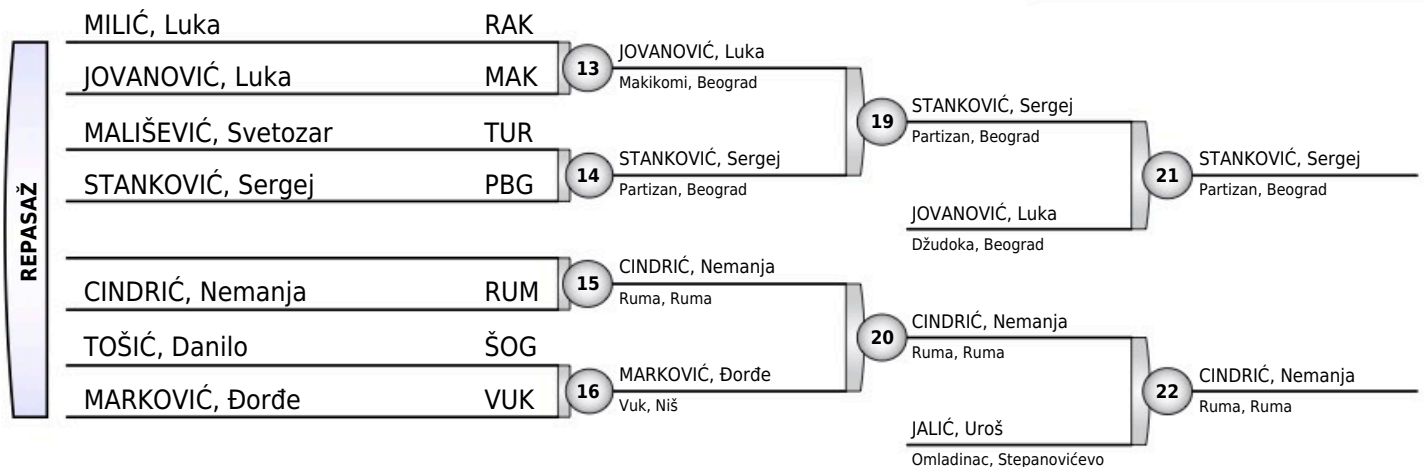 REPASAŽ
MILIĆ, Luka RAK
JOVANOVIĆ, Luka MAK
MALIŠEVIĆ, Svetozar TUR
STANKOVIĆ, Sergej PBG
CINDRIĆ, Nemanja RUM
TOŠIĆ, Danilo ŠOG
MARKOVIĆ, Đorđe VUK
13
JOVANOVIĆ, Luka
Makikomi, Beograd
14
STANKOVIĆ, Sergej
Partizan, Beograd
15
CINDRIĆ, Nemanja
Ruma, Ruma
16
MARKOVIĆ, Đorđe
Vuk, Niš
19
STANKOVIĆ, Sergej
Partizan, Beograd
JOVANOVIĆ, Luka
Džudoka, Beograd
20
CINDRIĆ, Nemanja
Ruma, Ruma
JALIĆ, Uroš
Omladinac, Stepanovićevo
21
STANKOVIĆ, Sergej
Partizan, Beograd
22
CINDRIĆ, Nemanja
Ruma, Ruma